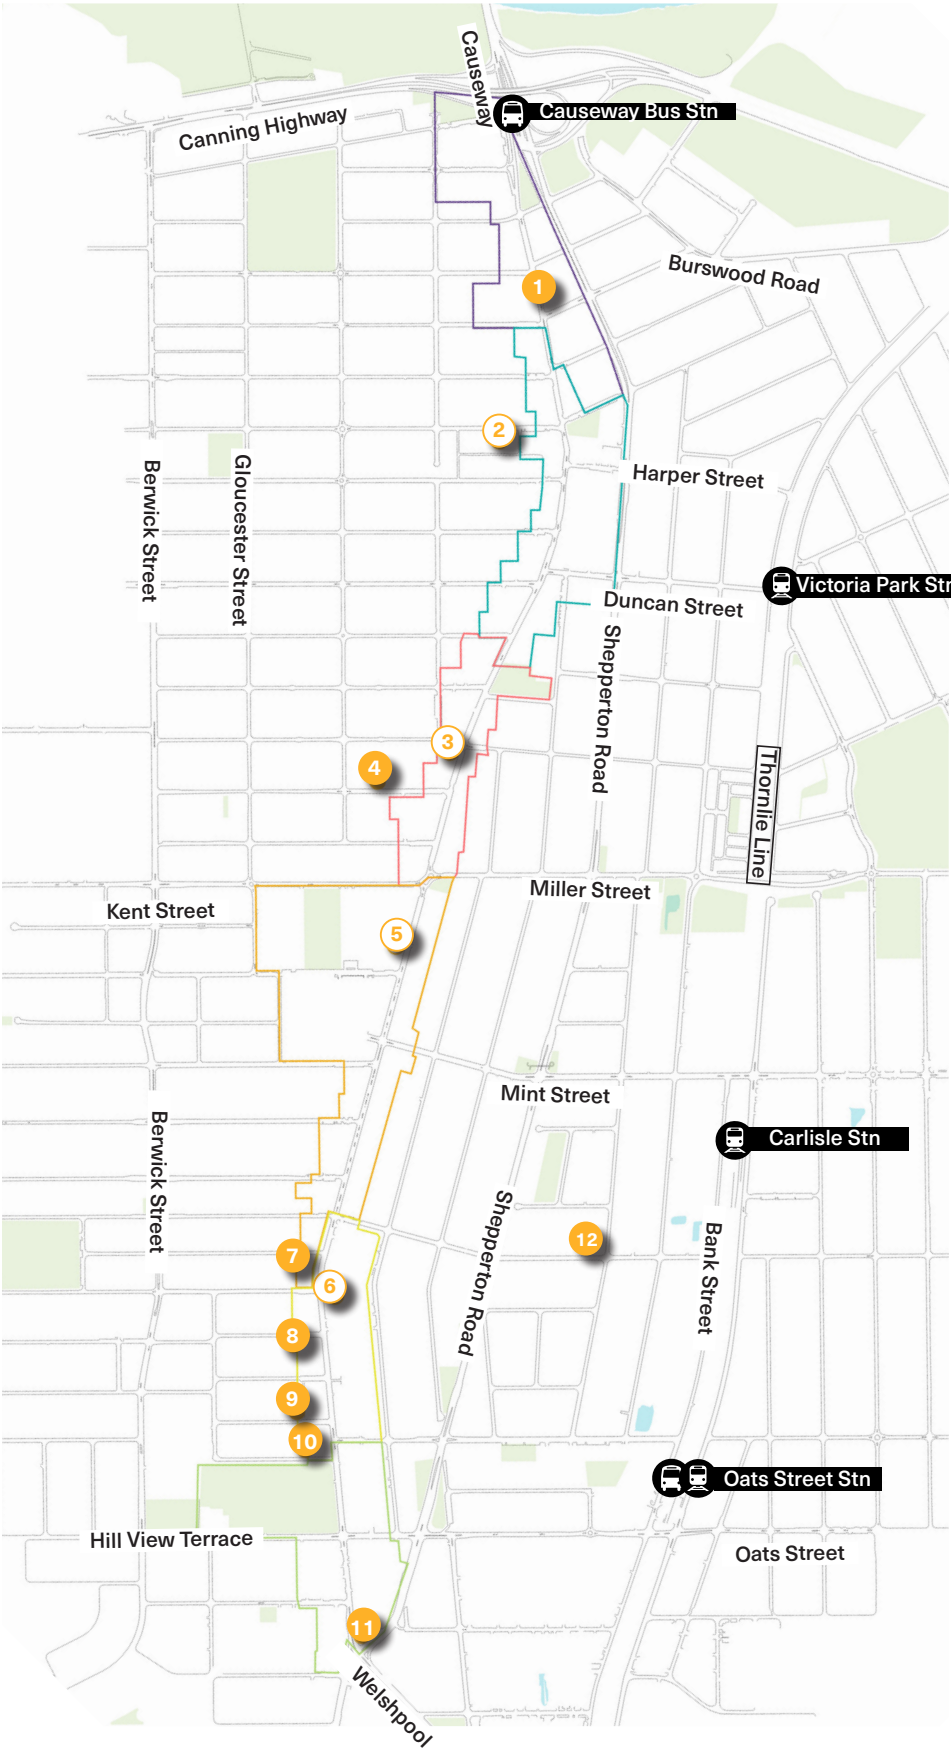 Causeway
Causeway Bus Stn
Canning Highway
Burswood Road
1
2
Berwick Street
Gloucester Street
Harper Street
Victoria Park Str
Duncan Street
Shepperton Road
3
4
Thornlie Line
Miller Street
Kent Street
5
Mint Street
Berwick Street
Carlisle Stn
Shepperton Road
Bank Street
12
7
6
8
9
10
Oats Street Stn
Hill View Terrace
Oats Street
11
Welshpool